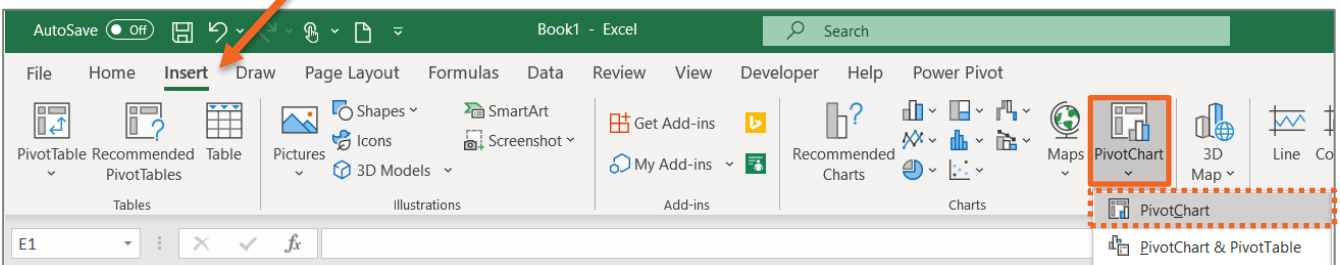 AutoSave Off Book1 - Excel Search
File Home Insert Draw Page Layout Formulas Data Review View Developer Help Power Pivot
PivotTable
Recommended PivotTables
Table
Tables
Pictures
Shapes
Icons
3D Models
SmartArt
Screenshot
Illustrations
Get Add-ins
My Add-ins
Add-ins
Recommended Charts
Maps
PivotChart
Charts
3D Map
Line
Co
PivotChart
PivotChart & PivotTable
E1 fx